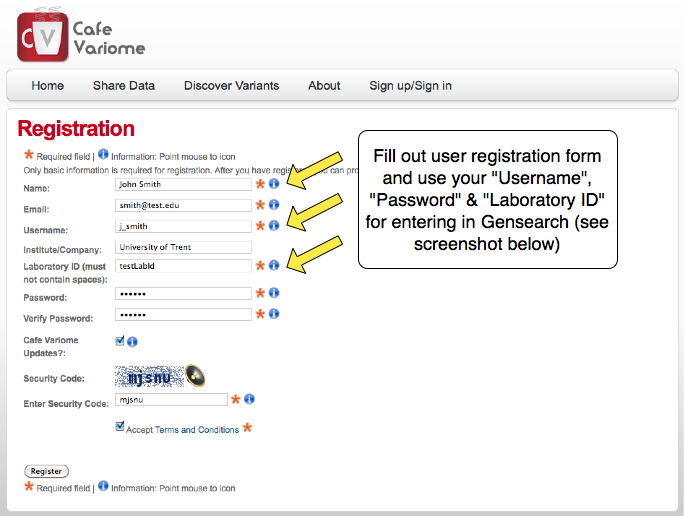 CV Cafe
Variome
Home Share Data Discover Variants About Sign up/Sign in
Registration
* Required field | i Information: Point mouse to icon
Only basic information is required for registration. After you have regis can pro
Name: John Smith * i
Email: smith@test.edu * i
Username: j_smith * i
Institute/Company: University of Trent
Laboratory ID (must testLabId * i
not contain spaces):
Password: •••••• * i
Verify Password: •••••• * i
Cafe Variome i
Updates?:
Security Code: mjsnu
Enter Security Code: mjsnu * i
Accept Terms and Conditions *
Register
* Required field | i Information: Point mouse to icon
Fill out user registration form
and use your "Username",
"Password" & "Laboratory ID"
for entering in Gensearch (see
screenshot below)